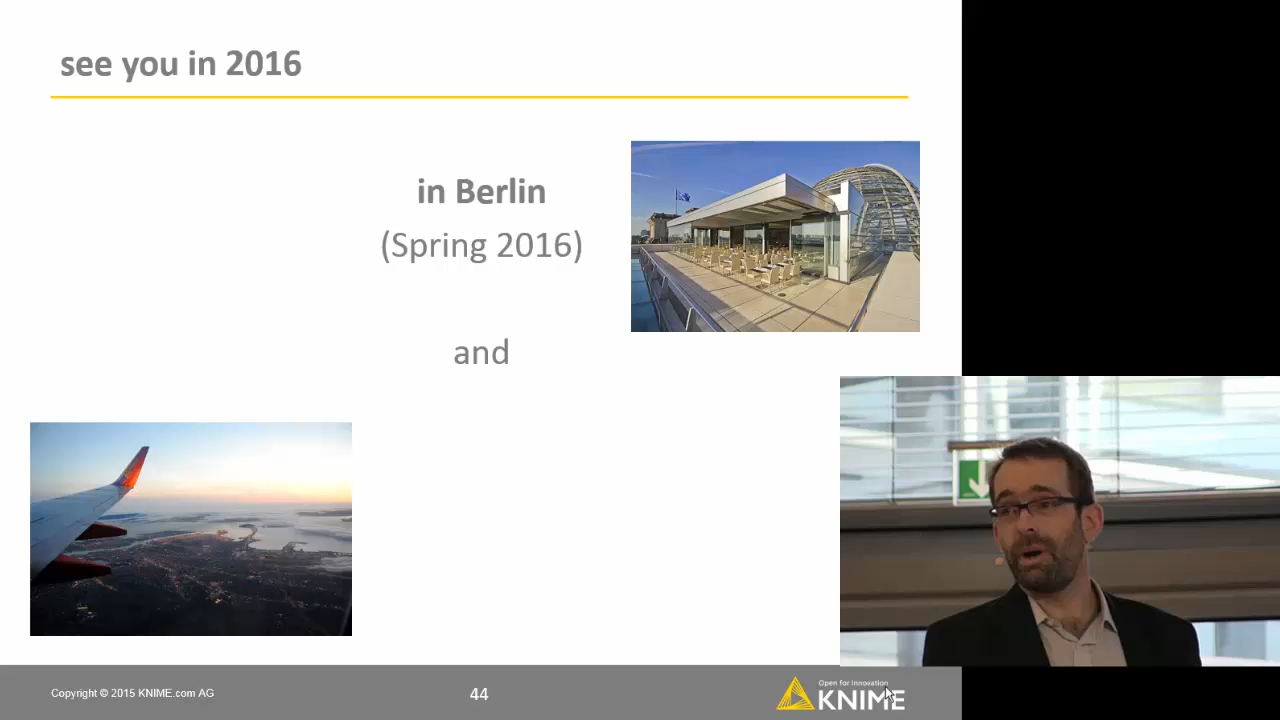 see you in 2016
in Berlin
(Spring 2016)
and
Copyright © 2015 KNIME.com AG
44
Open for Innovation
KNIME